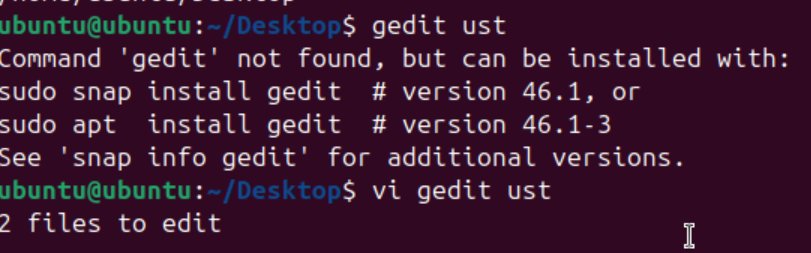 ubuntu@ubuntu:~/Desktop$ gedit ust
Command 'gedit' not found, but can be installed with:
sudo snap install gedit  # version 46.1, or
sudo apt  install gedit  # version 46.1-3
See 'snap info gedit' for additional versions.
ubuntu@ubuntu:~/Desktop$ vi gedit ust
2 files to edit